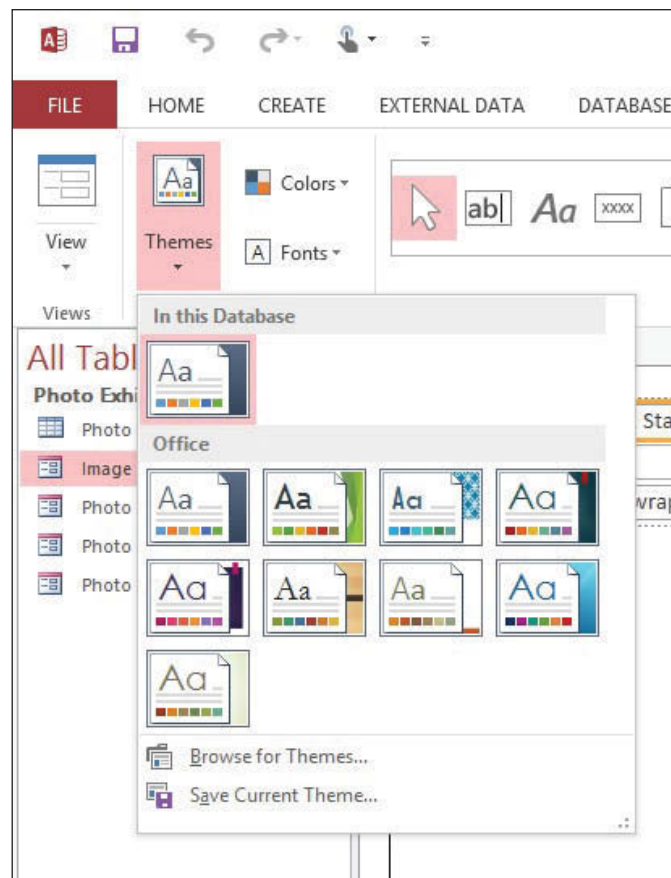 FILE HOME CREATE EXTERNAL DATA DATABASE
View
Themes
Colors
Fonts
ab
Aa
xxxx
Views
In this Database
Aa
Office
Aa Aa Aa Aa
Aa Aa Aa Aa
Aa
Browse for Themes...
Save Current Theme...
All Tabl
Photo Exhi
Photo
Image
Photo
Photo
Photo
Sta
wrap